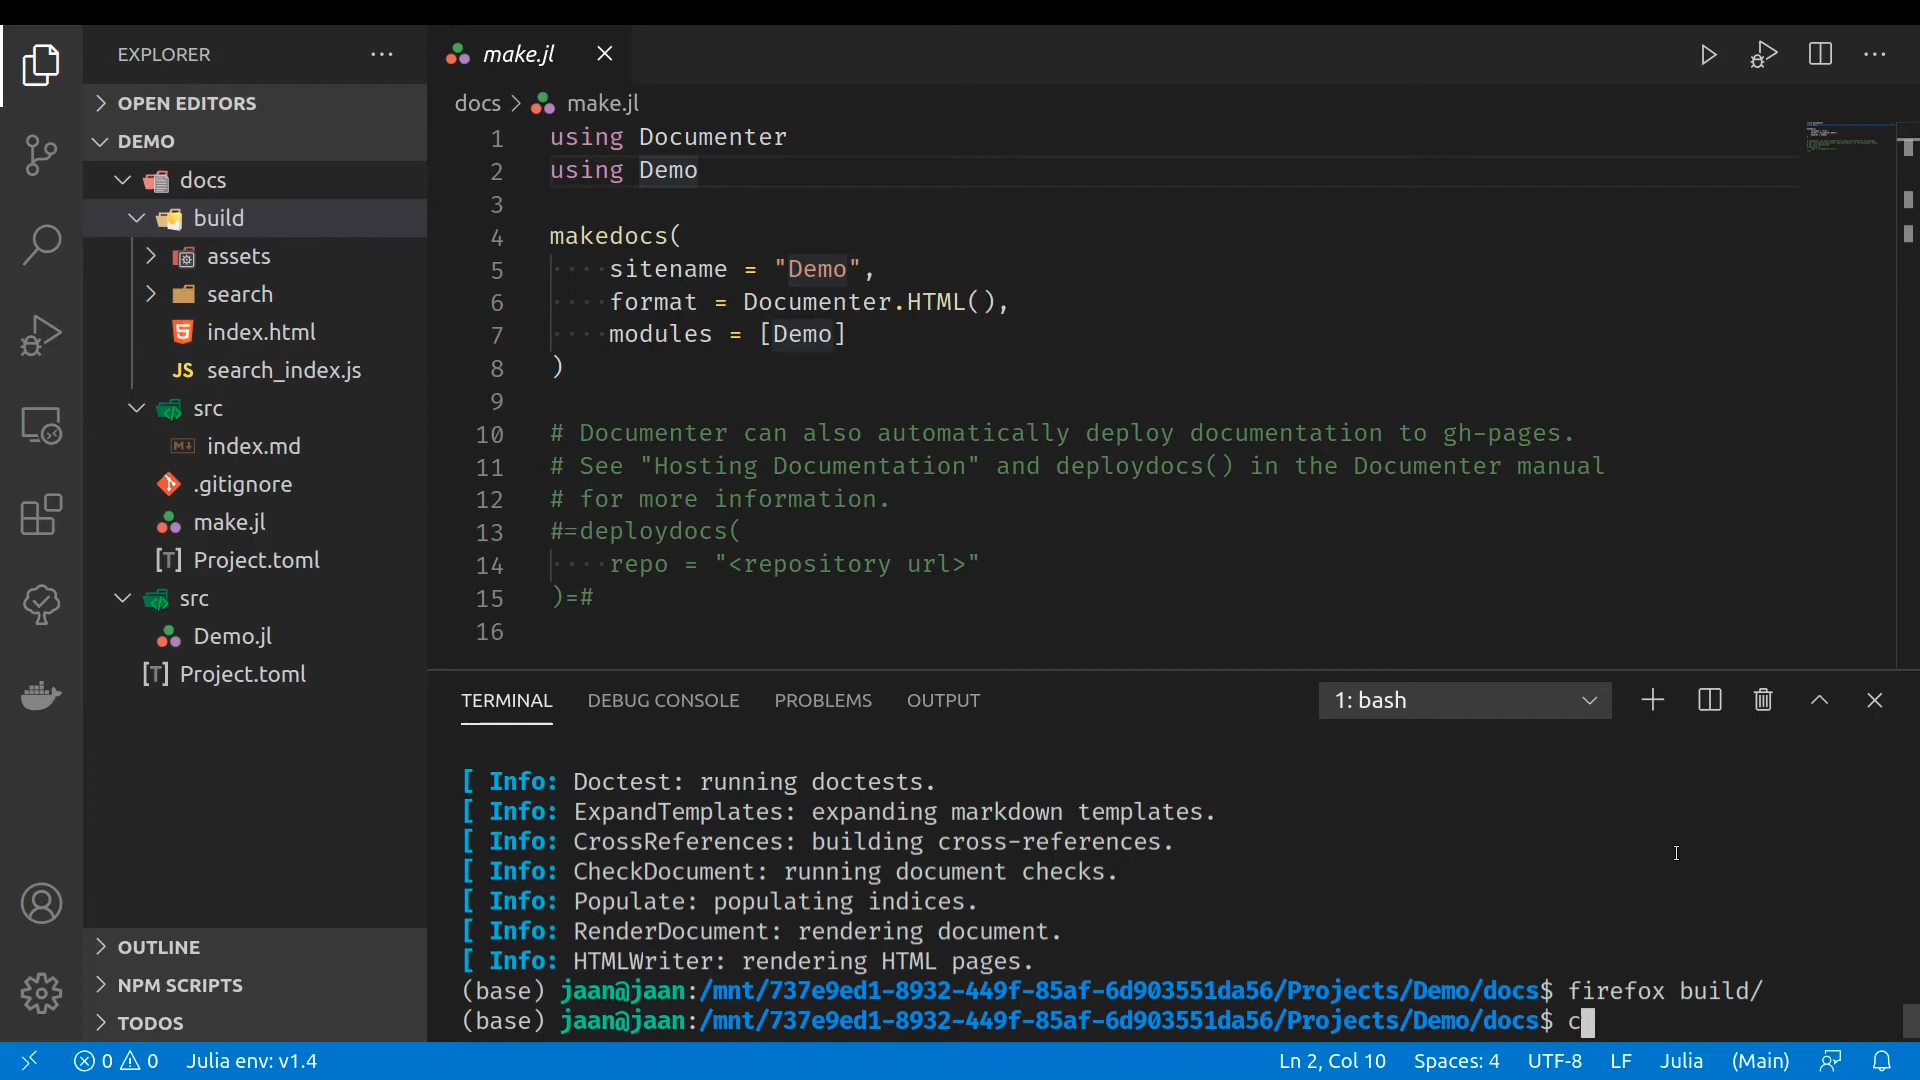 EXPLORER
OPEN EDITORS
DEMO
docs
build
assets
search
index.html
JS search_index.js
src
index.md
.gitignore
make.jl
[T] Project.toml
src
Demo.jl
[T] Project.toml
OUTLINE
NPM SCRIPTS
TODOS
make.jl
docs > make.jl
1 using Documenter
2 using Demo
3
4 makedocs(
5 sitename = "Demo",
6 format = Documenter.HTML(),
7 modules = [Demo]
8 )
9
10 # Documenter can also automatically deploy documentation to gh-pages.
11 # See "Hosting Documentation" and deploydocs() in the Documenter manual
12 # for more information.
13 #=deploydocs(
14 repo = "<repository url>"
15 )=#
16
TERMINAL DEBUG CONSOLE PROBLEMS OUTPUT 1: bash
[ Info: Doctest: running doctests.
[ Info: ExpandTemplates: expanding markdown templates.
[ Info: CrossReferences: building cross-references.
[ Info: CheckDocument: running document checks.
[ Info: Populate: populating indices.
[ Info: RenderDocument: rendering document.
[ Info: HTMLWriter: rendering HTML pages.
(base) jaan@jaan:/mnt/737e9ed1-8932-449f-85af-6d903551da56/Projects/Demo/docs$ firefox build/
(base) jaan@jaan:/mnt/737e9ed1-8932-449f-85af-6d903551da56/Projects/Demo/docs$ c
0 0 Julia env: v1.4 Ln 2, Col 10 Spaces: 4 UTF-8 LF Julia (Main)